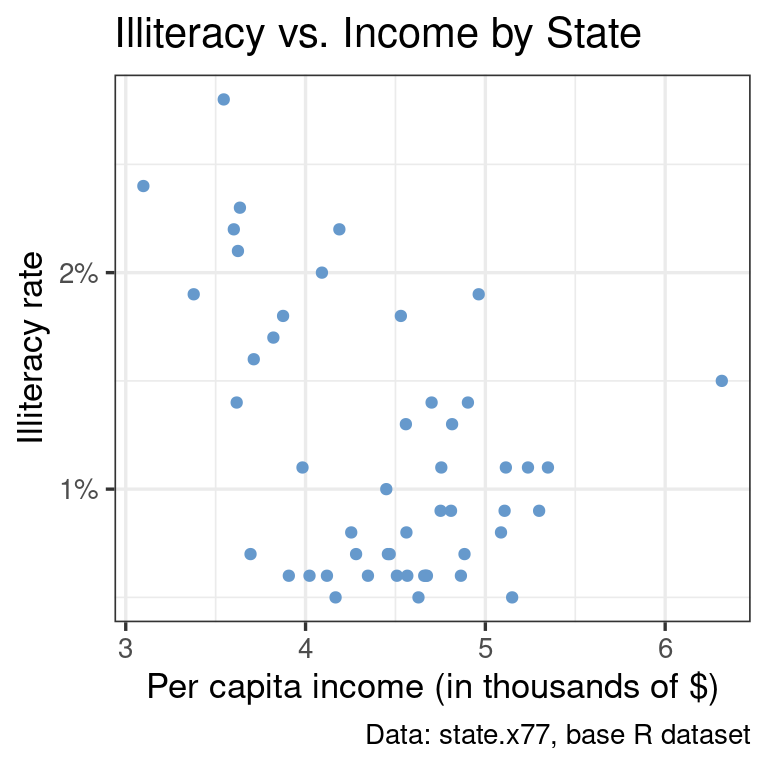 Illiteracy vs. Income by State
Illiteracy rate
2%
1%
3 4 5 6
Per capita income (in thousands of $)
Data: state.x77, base R dataset